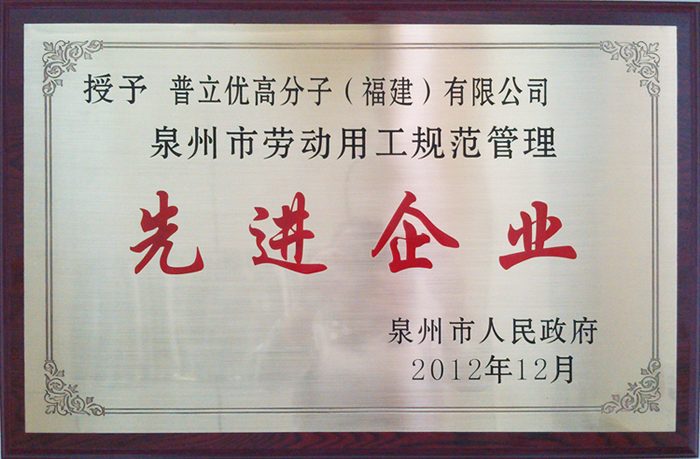 授予 普立优高分子(福建)有限公司
泉州市劳动用工规范管理
先进企业
泉州市人民政府
2012年12月